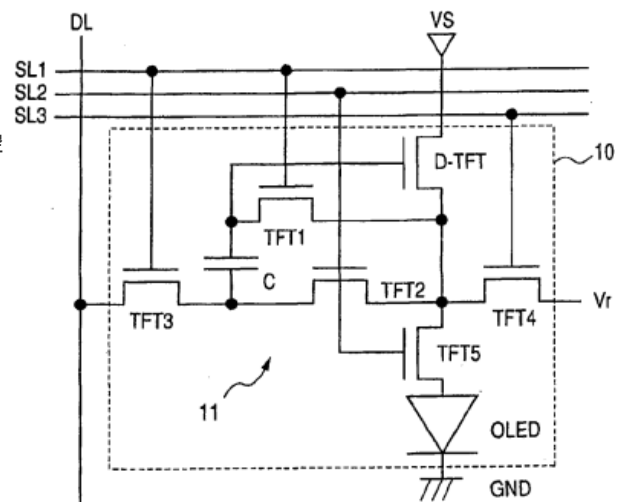 DL
VS
SL1
SL2
SL3
10
D-TFT
TFT1
C
TFT2
TFT3
TFT4
Vr
TFT5
11
OLED
GND